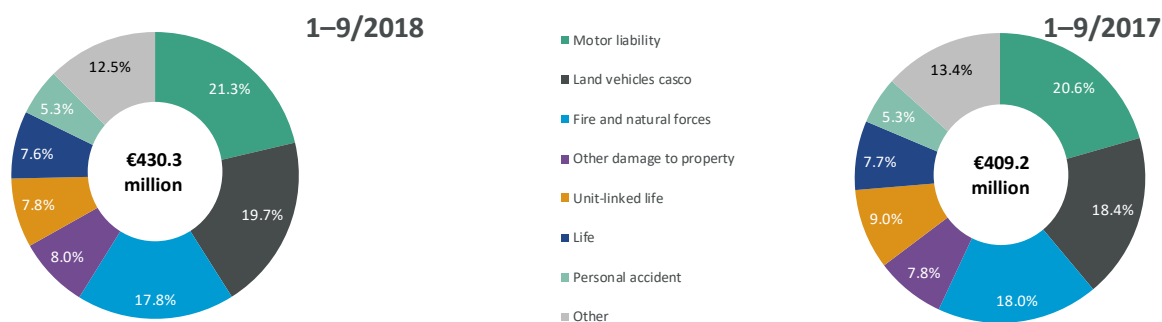 1–9/2018
12.5%
21.3%
5.3%
7.6%
7.8%
8.0%
17.8%
19.7%
€430.3
million
Motor liability
Land vehicles casco
Fire and natural forces
Other damage to property
Unit-linked life
Life
Personal accident
Other
1–9/2017
13.4%
20.6%
5.3%
7.7%
9.0%
7.8%
18.0%
18.4%
€409.2
million